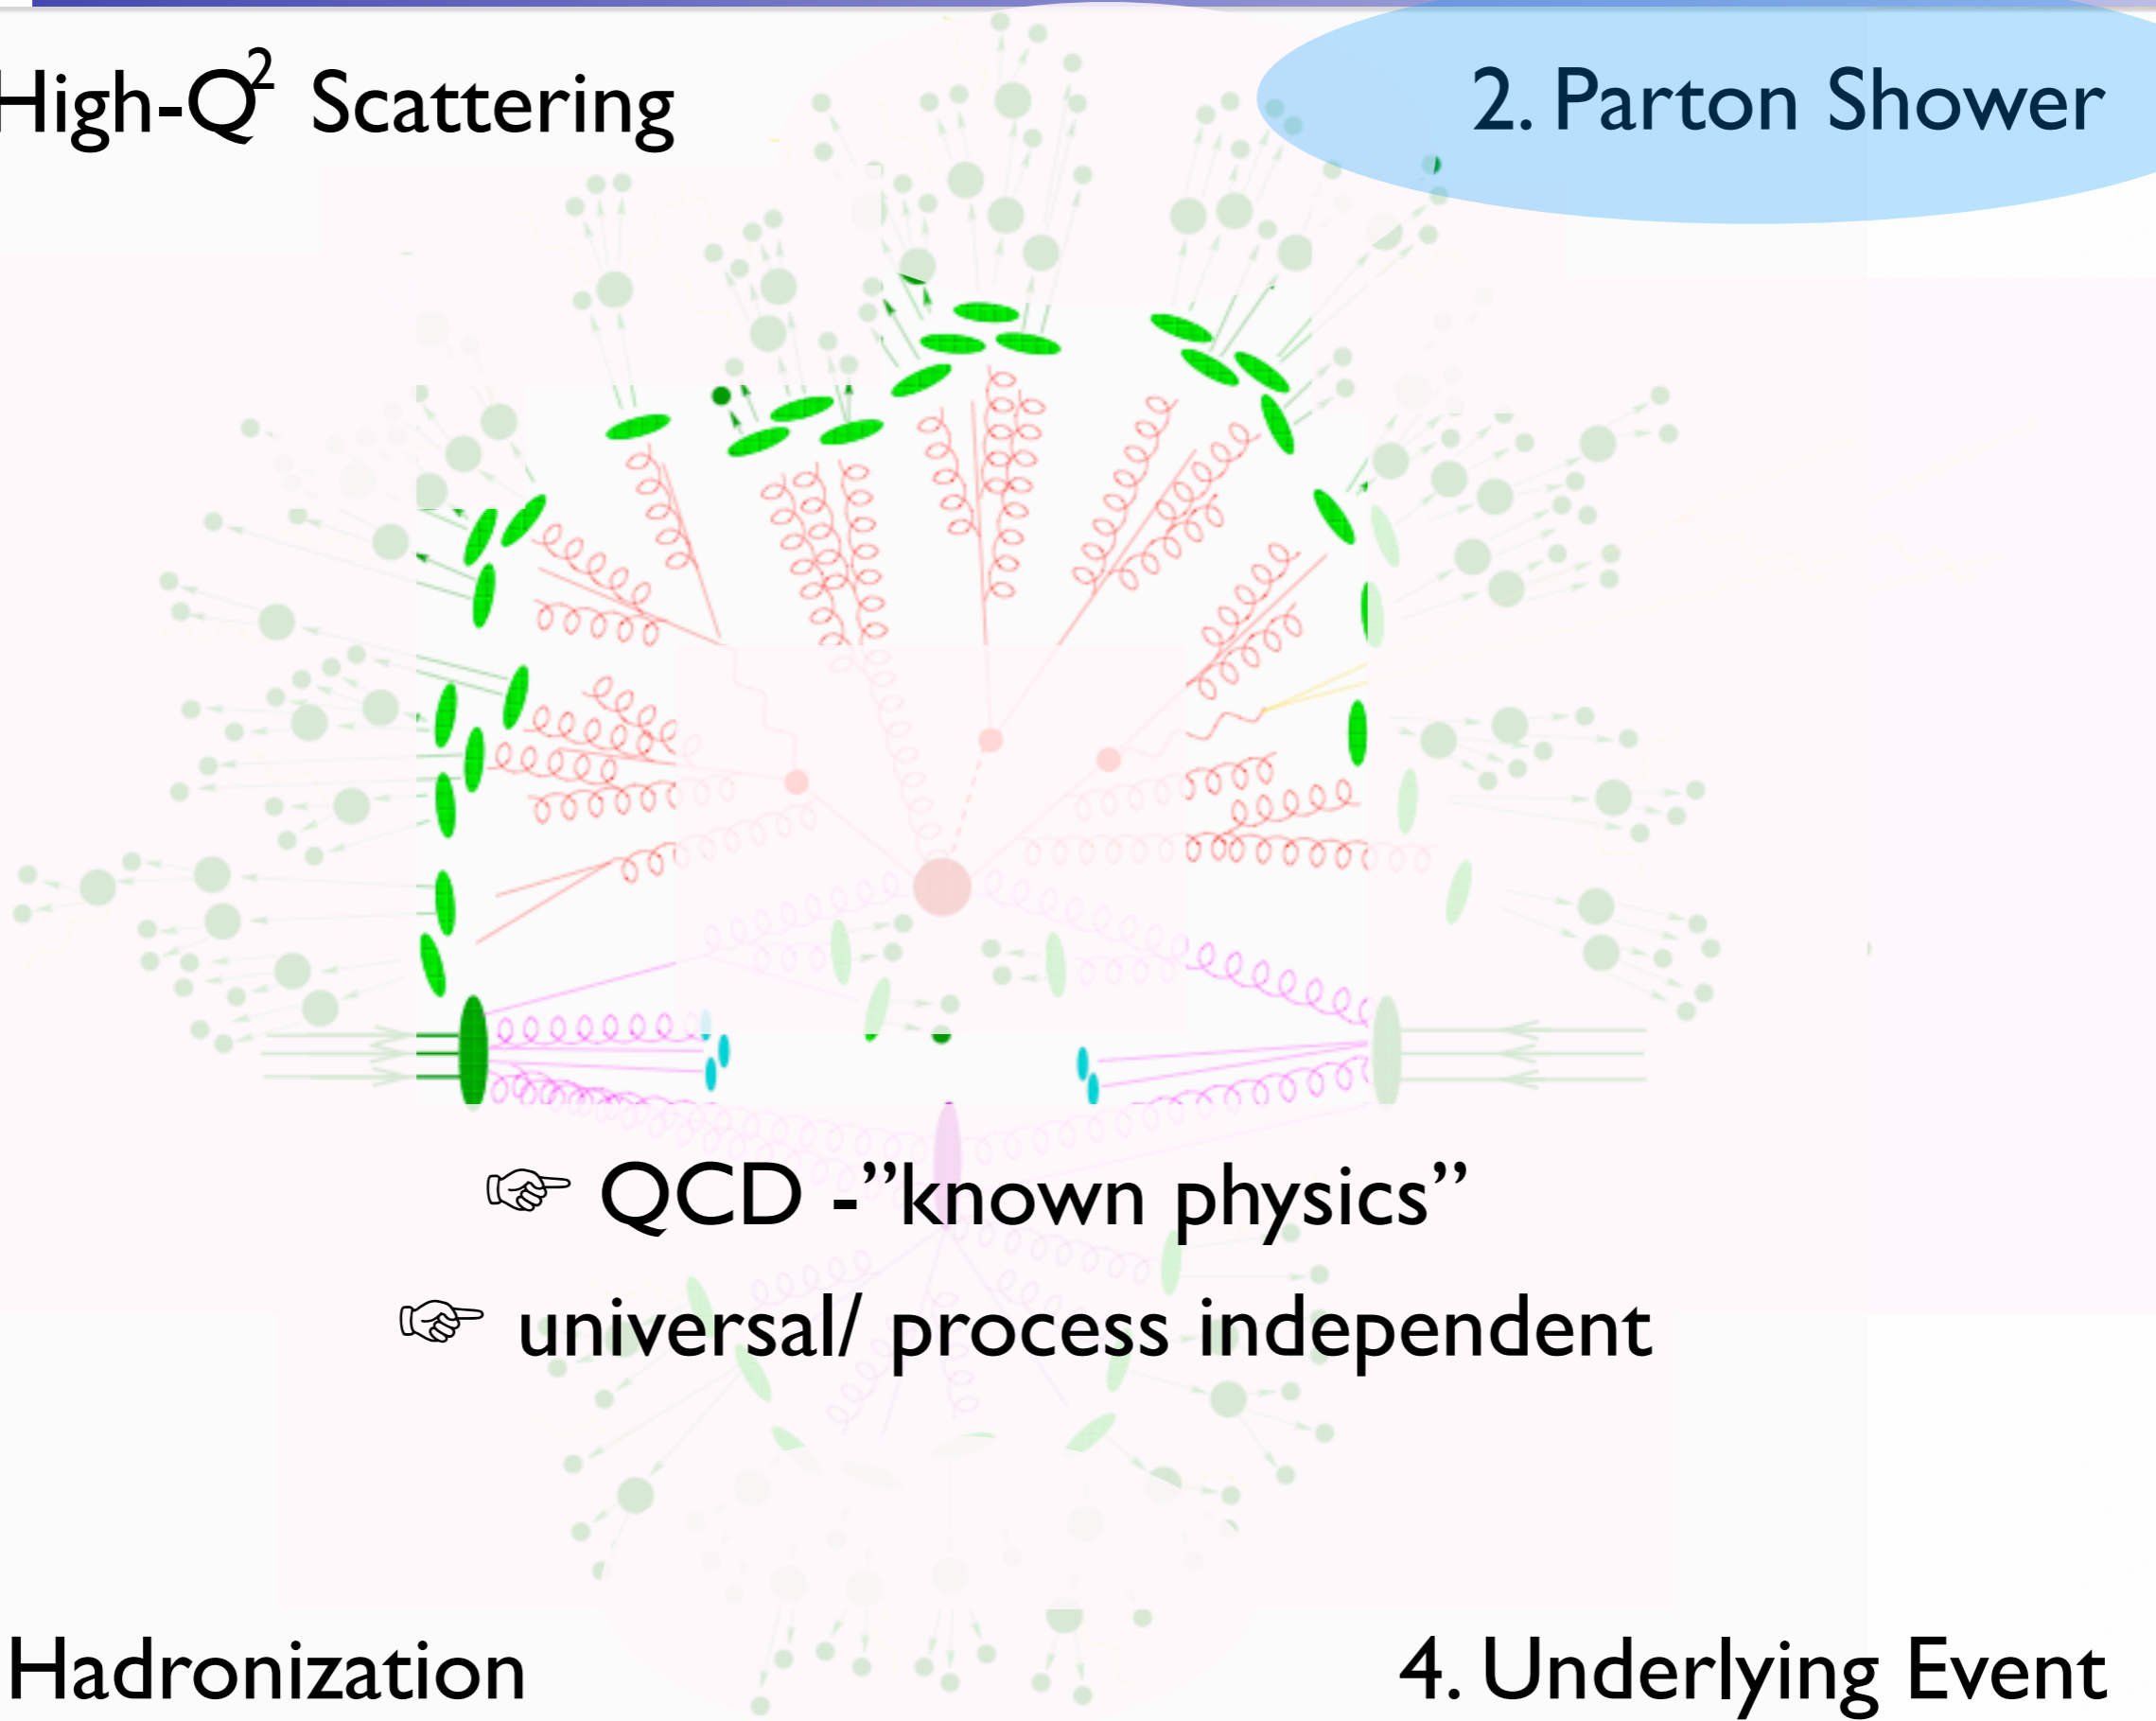 High-Q² Scattering
2. Parton Shower
☞ QCD -”known physics”
☞ universal/ process independent
Hadronization
4. Underlying Event